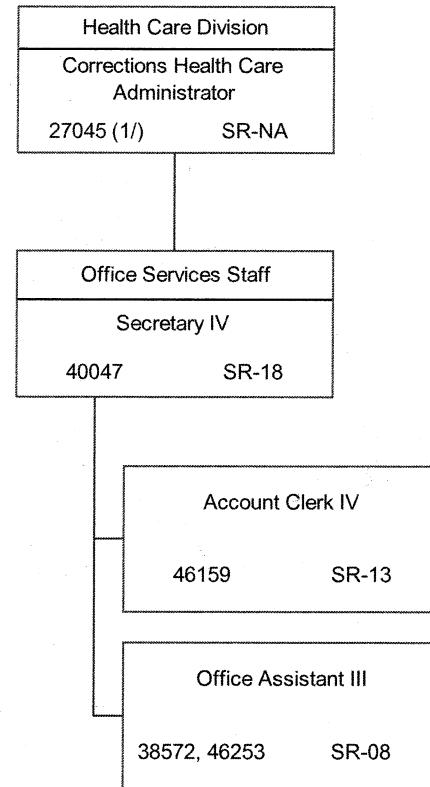 Health Care Division
Corrections Health Care
Administrator
27045 (1/) SR-NA
Office Services Staff
Secretary IV
40047 SR-18
Account Clerk IV
46159 SR-13
Office Assistant III
38572, 46253 SR-08